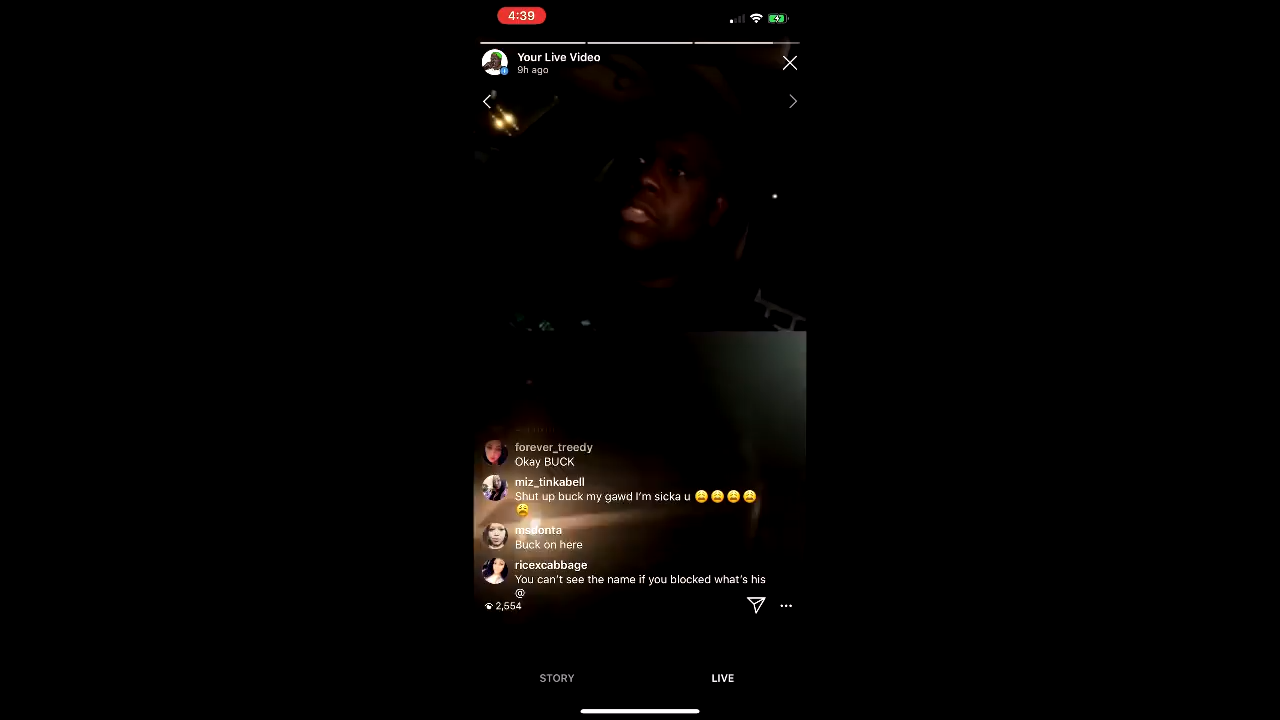 4:39
Your Live Video
9h ago
forever_treedy
Okay BUCK
miz_tinkabell
Shut up buck my gawd I’m sicka u 😩😩😩😩
😩
msdonta
Buck on here
ricexcabbage
You can’t see the name if you blocked what’s his
@
2,554
STORY
LIVE